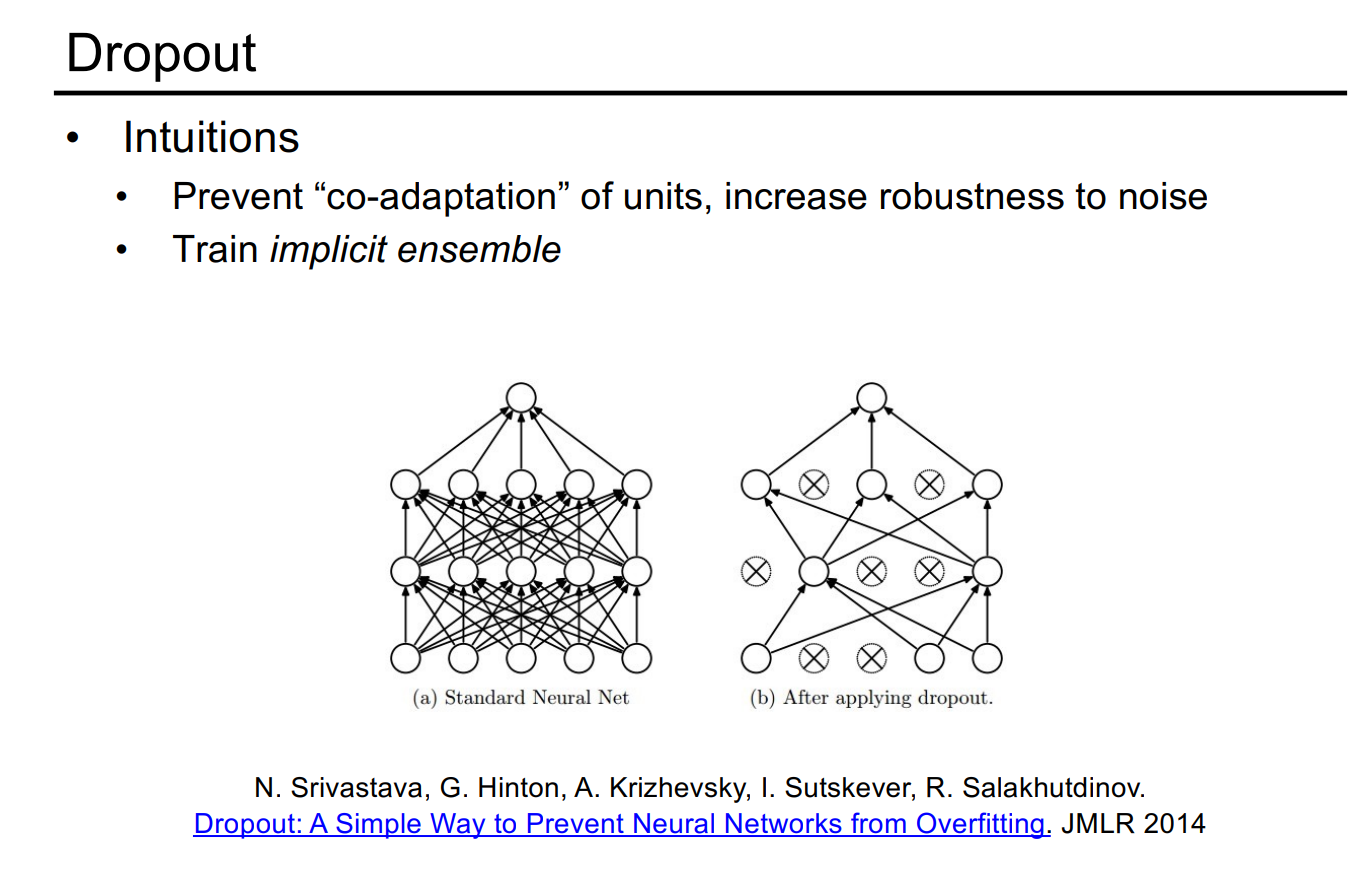 Dropout
• Intuitions
• Prevent “co-adaptation” of units, increase robustness to noise
• Train implicit ensemble
(a) Standard Neural Net
(b) After applying dropout.
N. Srivastava, G. Hinton, A. Krizhevsky, I. Sutskever, R. Salakhutdinov.
Dropout: A Simple Way to Prevent Neural Networks from Overfitting. JMLR 2014